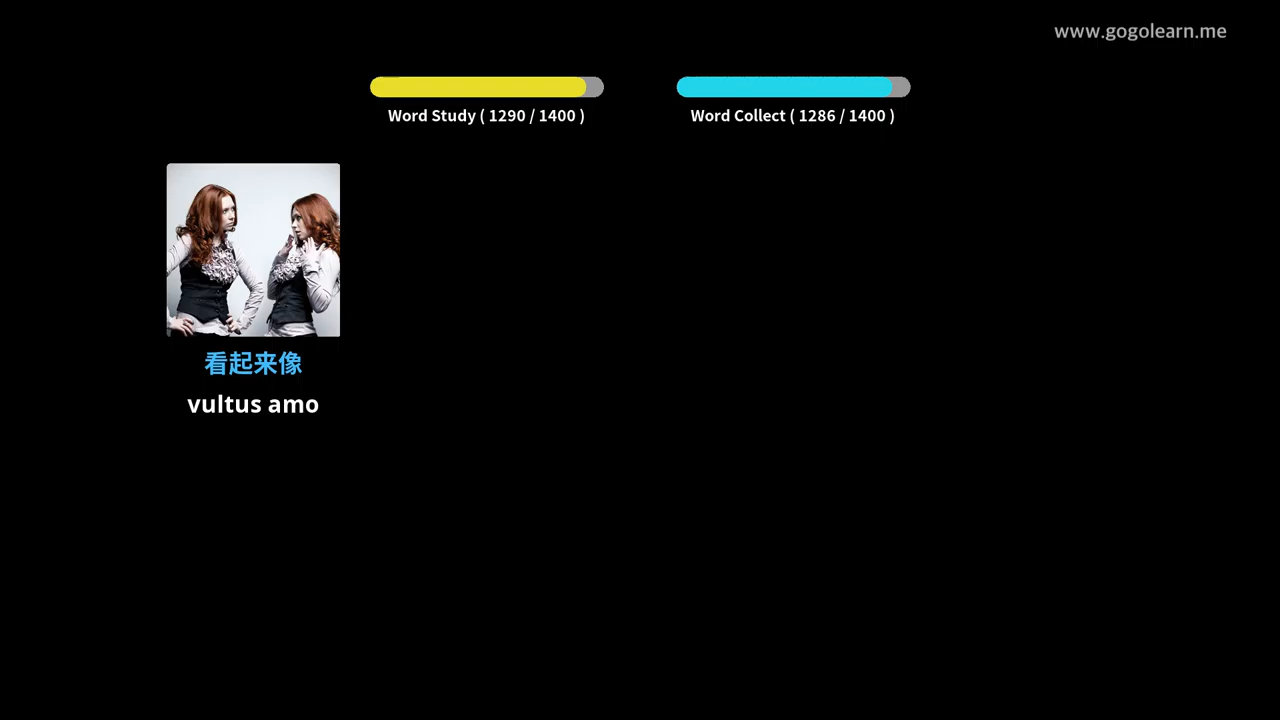 www.gogolearn.me
Word Study ( 1290 / 1400 )
Word Collect ( 1286 / 1400 )
看起来像
vultus amo